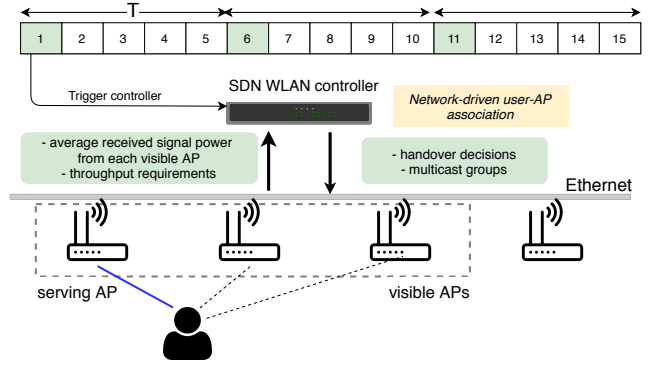 T
1 2 3 4 5 6 7 8 9 10 11 12 13 14 15
Trigger controller
SDN WLAN controller
Network-driven user-AP
association
- average received signal power
from each visible AP
- throughput requirements
- handover decisions
- multicast groups
Ethernet
serving AP
visible APs